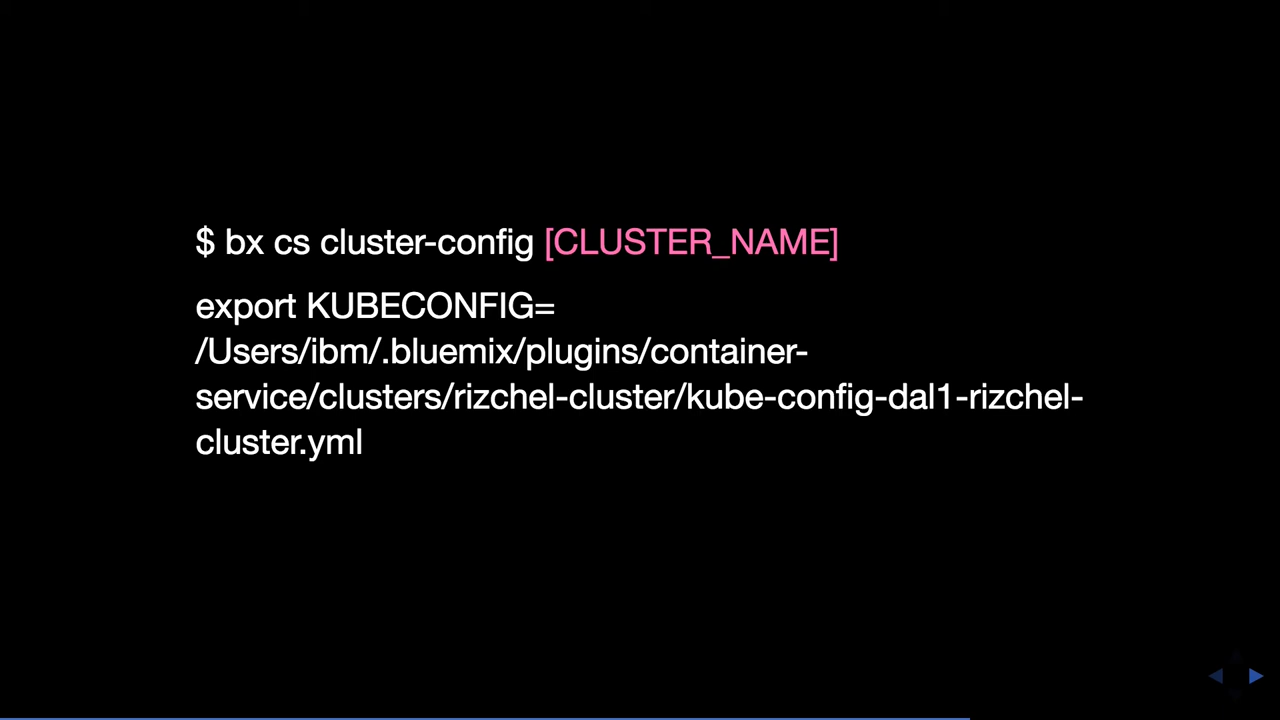 $ bx cs cluster-config [CLUSTER_NAME]
export KUBECONFIG=
/Users/ibm/.bluemix/plugins/container-
service/clusters/rizchel-cluster/kube-config-dal1-rizchel-
cluster.yml